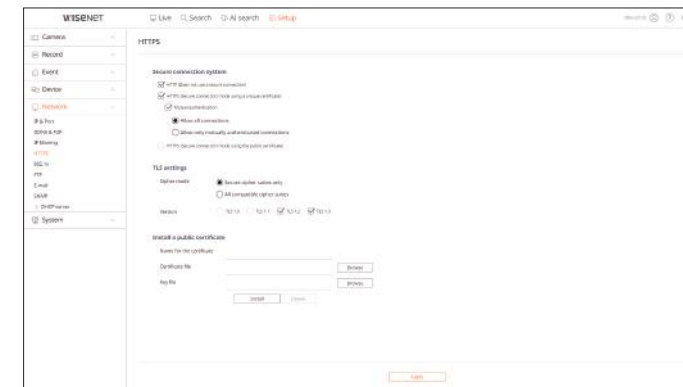 WISENET
Live Search AI search Setup
Camera
Record
Event
Device
Network
IP & Port
DDNS & P2P
IP filtering
HTTPS
802.1x
FTP
E-mail
SNMP
DHCP server
System
HTTPS
Secure connection system
HTTP (Does not use secure connection)
HTTPS (Secure connection mode using a unique certificate)
Mutual authentication
Allow all connections
Allow only mutually authenticated connections
HTTPS (Secure connection mode using the public certificate)
TLS settings
Cipher mode
Secure cipher suites only
All compatible cipher suites
Version TLS 1.0 TLS 1.1 TLS 1.2 TLS 1.3
Install a public certificate
Name for the certificate
Certificate file Browse
Key file Browse
Install Delete
Apply